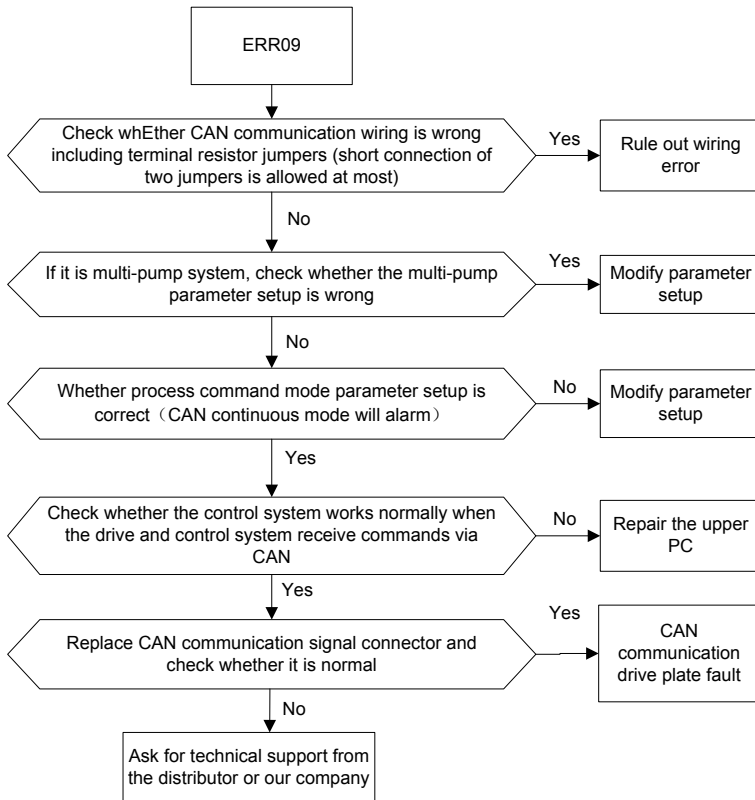 ERR09
Check whEther CAN communication wiring is wrong
including terminal resistor jumpers (short connection of
two jumpers is allowed at most)
Yes
Rule out wiring
error
No
If it is multi-pump system, check whether the multi-pump
parameter setup is wrong
Yes
Modify parameter
setup
No
Whether process command mode parameter setup is
correct（CAN continuous mode will alarm）
No
Modify parameter
setup
Yes
Check whether the control system works normally when
the drive and control system receive commands via
CAN
No
Repair the upper
PC
Yes
Replace CAN communication signal connector and
check whether it is normal
Yes
CAN
communication
drive plate fault
No
Ask for technical support from
the distributor or our company